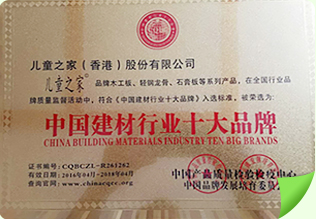 儿童之家（香港）股份有限公司
儿童之家 品牌木工板、轻钢龙骨、石膏板等系列产品，在全国行业品
牌质量监督活动中，符合《中国建材十大品牌》入选标准，被荣选为：
中国建材行业十大品牌
CHINA BUILDING MATERIALS INDUSTRY TEN BIG BRANDS
证书编号：CQBCZL-R265282
有效日期：2016年04月-2018年04月
查询官网：www.chinacqtv.org
中国产品质量检验检疫中心
中国品牌发展培育委员会